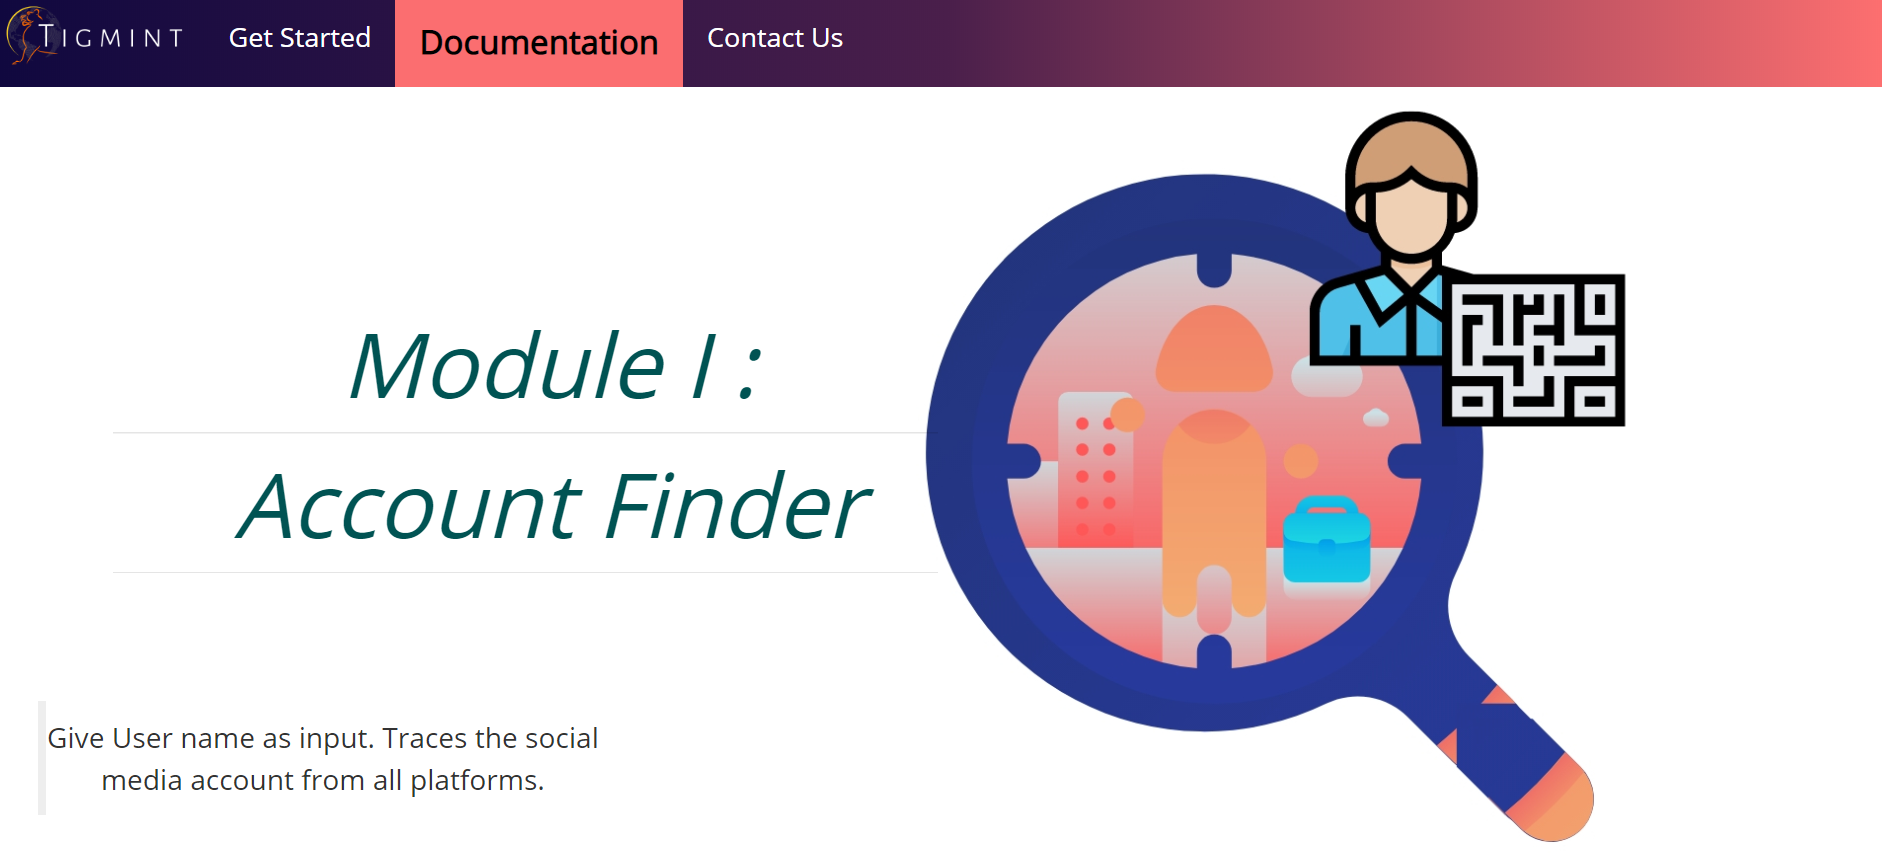 TIGMINT
Get Started
Documentation
Contact Us
Module I :
Account Finder
Give User name as input. Traces the social
media account from all platforms.